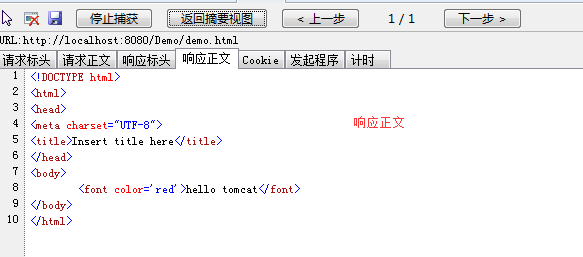 停止捕获 返回摘要视图 < 上一步 1 / 1 下一步 >
URL:http://localhost:8080/Demo/demo.html
请求标头 请求正文 响应标头 响应正文 Cookie 发起程序 计时
1 <!DOCTYPE html>
2 <html>
3 <head>
4 <meta charset="UTF-8"> 响应正文
5 <title>Insert title here</title>
6 </head>
7 <body>
8 <font color='red'>hello tomcat</font>
9 </body>
10 </html>